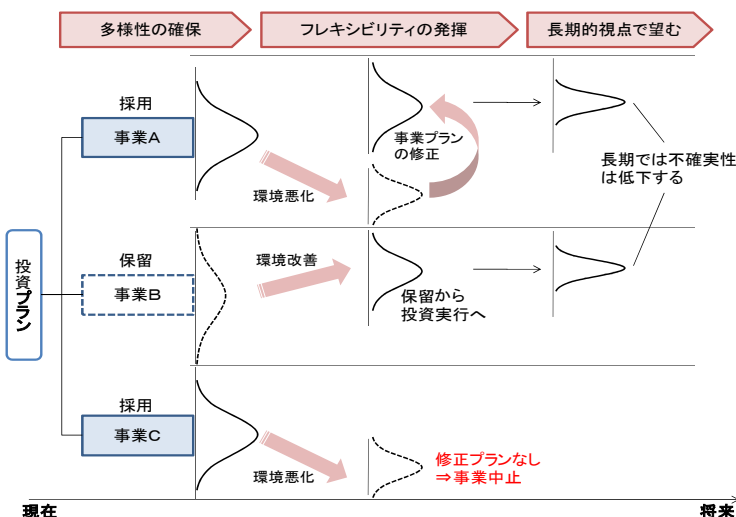 多様性の確保
フレキシビリティの発揮
長期的視点で望む
採用
事業A
環境悪化
事業プラン
の修正
長期では不確実性
は低下する
投資プラン
保留
事業B
環境改善
保留から
投資実行へ
採用
事業C
環境悪化
修正プランなし
⇒事業中止
現在
将来